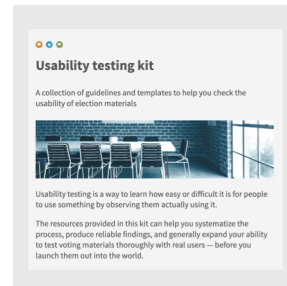 Usability testing kit
A collection of guidelines and templates to help you check the
usability of election materials
Usability testing is a way to learn how easy or difficult it is for people
to use something by observing them actually using it.
The resources provided in this kit can help you systematize the
process, produce reliable findings, and generally expand your ability
to test voting materials thoroughly with real users — before you
launch them out into the world.